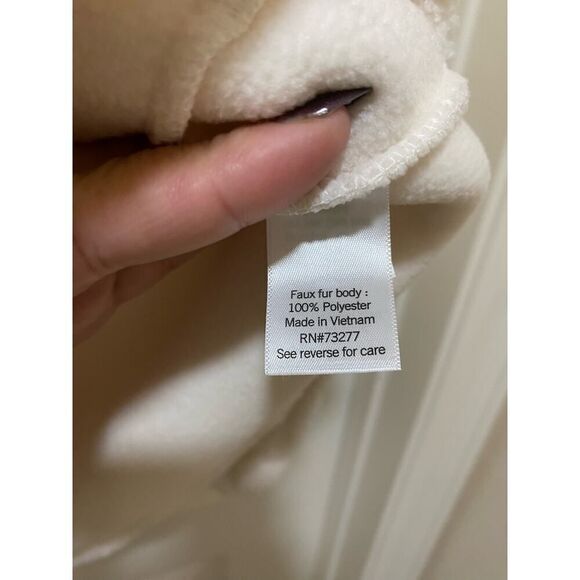 Faux fur body :
100% Polyester
Made in Vietnam
RN#73277
See reverse for care